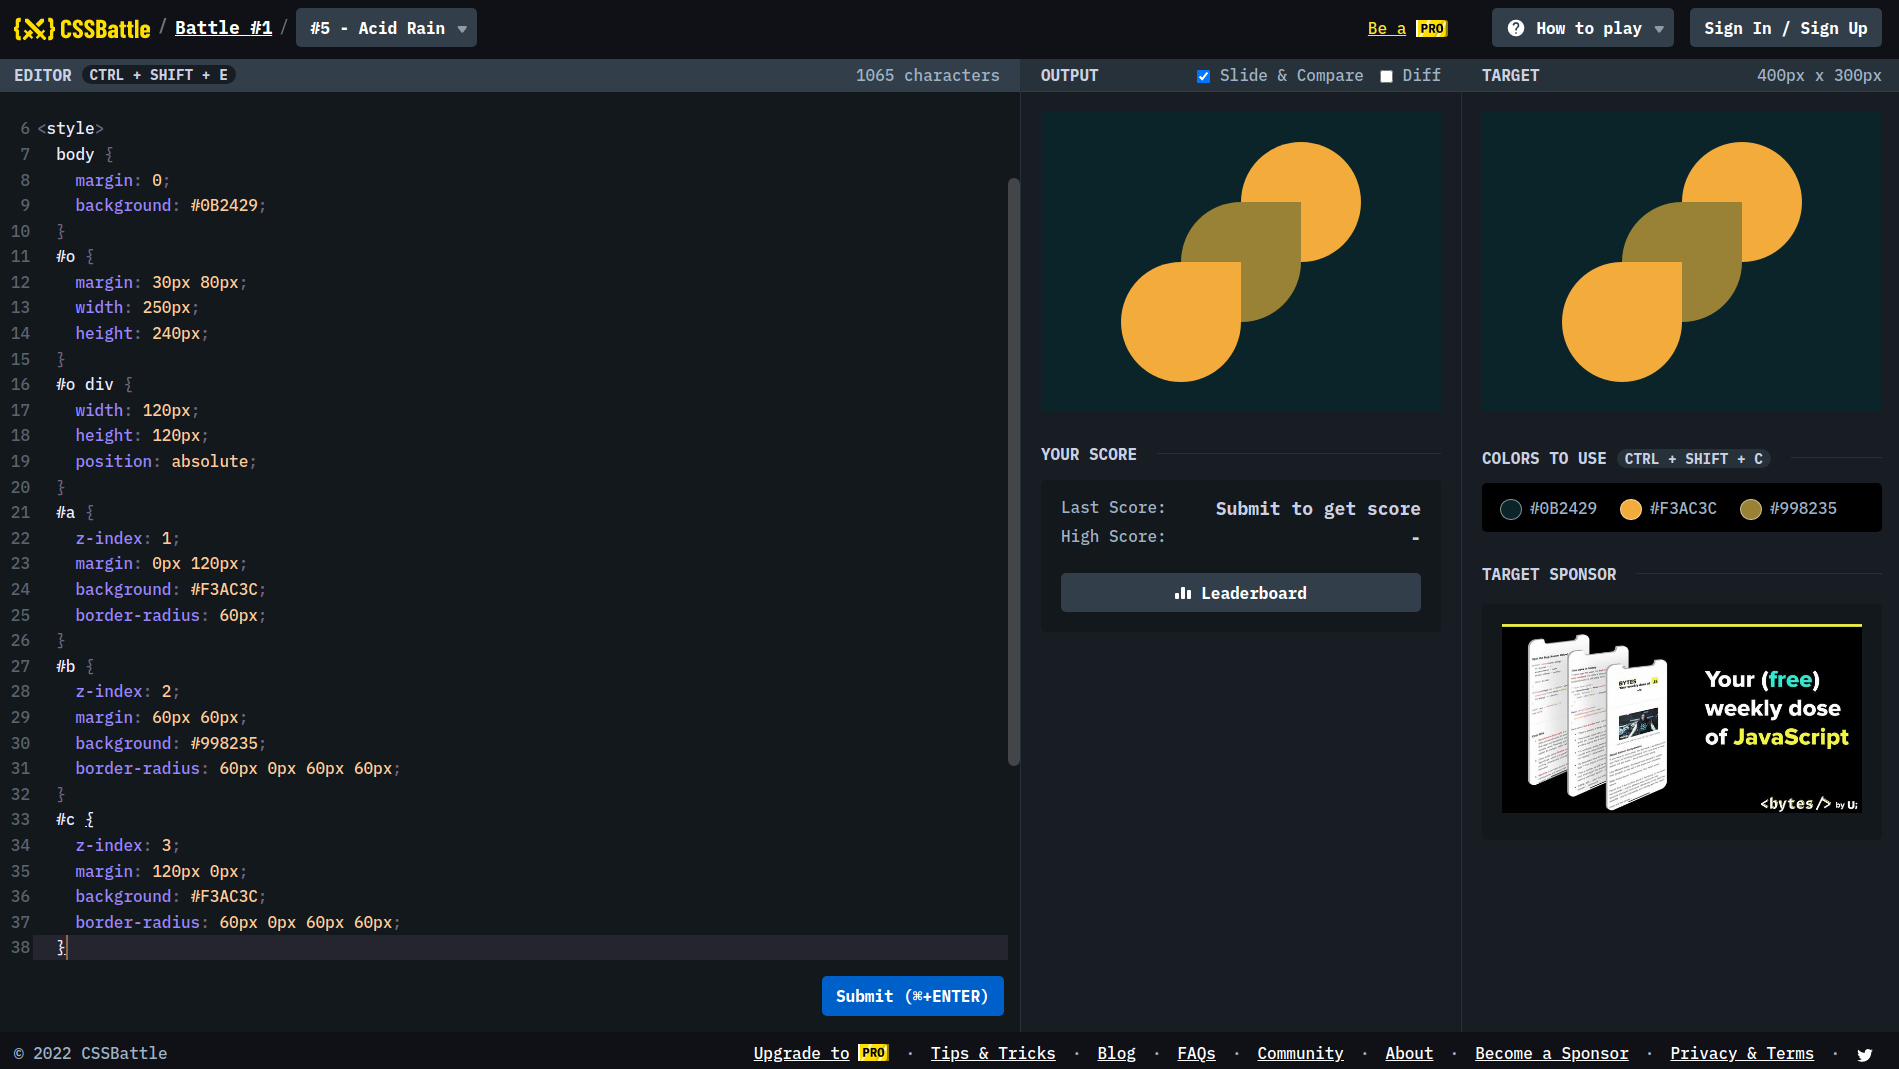 {X} CSSBattle / Battle #1 / #5 - Acid Rain
Be a PRO
How to play
Sign In / Sign Up
EDITOR CTRL + SHIFT + E
1065 characters
OUTPUT
Slide & Compare
Diff
TARGET
400px x 300px
6 <style>
7 body {
8 margin: 0;
9 background: #0B2429;
10 }
11 #o {
12 margin: 30px 80px;
13 width: 250px;
14 height: 240px;
15 }
16 #o div {
17 width: 120px;
18 height: 120px;
19 position: absolute;
20 }
21 #a {
22 z-index: 1;
23 margin: 0px 120px;
24 background: #F3AC3C;
25 border-radius: 60px;
26 }
27 #b {
28 z-index: 2;
29 margin: 60px 60px;
30 background: #998235;
31 border-radius: 60px 0px 60px 60px;
32 }
33 #c {
34 z-index: 3;
35 margin: 120px 0px;
36 background: #F3AC3C;
37 border-radius: 60px 0px 60px 60px;
38 }
Submit (⌘+ENTER)
YOUR SCORE
Last Score: Submit to get score
High Score: -
Leaderboard
COLORS TO USE CTRL + SHIFT + C
#0B2429 #F3AC3C #998235
TARGET SPONSOR
BYTES
Your (free)
weekly dose
of JavaScript
<bytes/> by Ui
© 2022 CSSBattle
Upgrade to PRO · Tips & Tricks · Blog · FAQs · Community · About · Become a Sponsor · Privacy & Terms ·